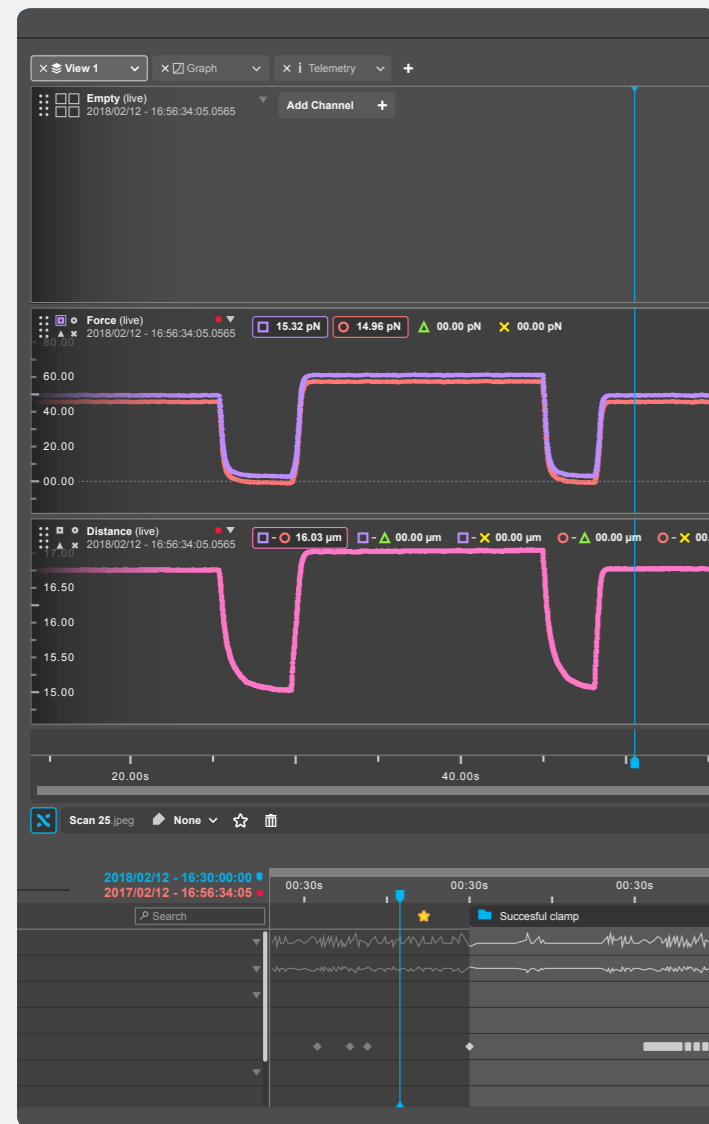 View 1 Graph i Telemetry +
Empty (live)
2018/02/12 - 16:56:34:05.0565
Add Channel +
Force (live)
2018/02/12 - 16:56:34:05.0565
15.32 pN 14.96 pN 00.00 pN 00.00 pN
80.00
60.00
40.00
20.00
00.00
Distance (live)
2018/02/12 - 16:56:34:05.0565
- 16.03 µm - 00.00 µm - 00.00 µm - 00.00 µm - 00.
17.00
16.50
16.00
15.50
15.00
20.00s 40.00s
Scan 25.jpeg None
2018/02/12 - 16:30:00:00
2017/02/12 - 16:56:34:05
00:30s 00:30s 00:30s
Search
Succesful clamp